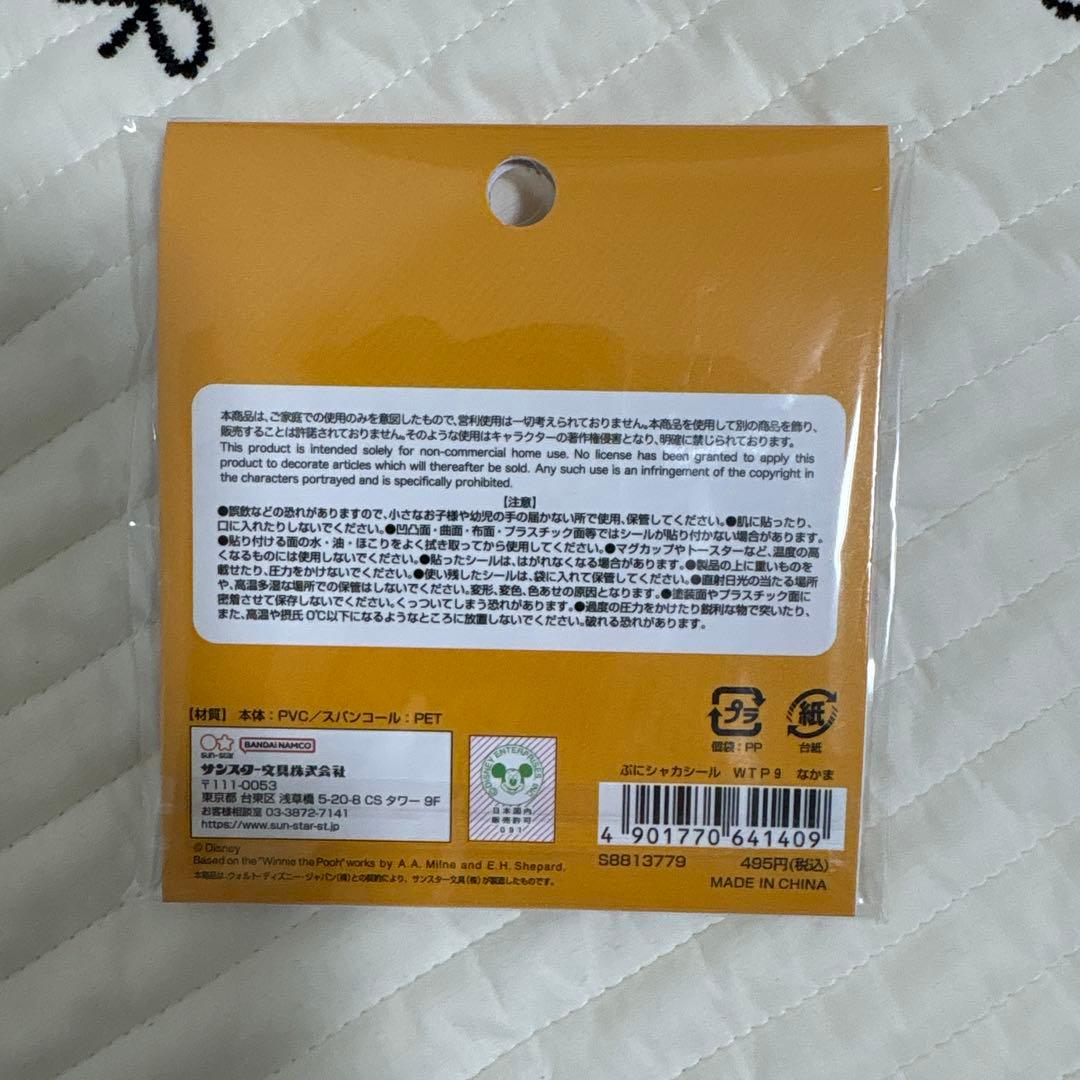 本商品は、ご家庭での使用のみを意図したもので、営利使用は一切考えられておりません。本商品を使用して別の商品を飾り、
販売することは許諾されておりません。そのような使用はキャラクターの著作権侵害となり、明確に禁じられております。
This product is intended solely for non-commercial home use. No license has been granted to apply this
product to decorate articles which will thereafter be sold. Any such use is an infringement of the copyright in
the characters portrayed and is specifically prohibited.
【注意】
●誤飲などの恐れがありますので、小さなお子様や幼児の手の届かない所で使用、保管してください。●肌に貼ったり、
口に入れたりしないでください。●凹凸面・曲面・布面・プラスチック面等ではシールが貼り付かない場合があります。
●貼り付ける面の水・油・ほこりをよく拭き取ってから使用してください。●マグカップやトースターなど、温度の高
くなるものには使用しないでください。●貼ったシールは、はがれなくなる場合があります。●製品の上に重いものを
載せたり、圧力をかけないでください。●使い残したシールは、袋に入れて保管してください。●直射日光の当たる場所
や、高温多湿な場所での保管はしないでください。変形、変色、色あせの原因となります。●塗装面やプラスチック面に
密着させて保存しないでください。くっついてしまう恐れがあります。●過度の圧力をかけたり鋭利な物で突いたり、
また、高温や摂氏0℃以下になるようなところに放置しないでください。破れる恐れがあります。
プラ
紙
個袋：PP
台紙
【材質】 本体：PVC／スパンコール：PET
sun-star
BANDAI NAMCO
サンスター文具株式会社
〒111-0053
東京都 台東区 浅草橋 5-20-8 CS タワー 9F
お客様相談室 03-3872-7141
https://www.sun-star-st.jp
©DISNEY ENTERPRISES, INC.
日本国内
販売許可
091
ぷにシャカシール WTP9 なかま
4 901770 641409
S8813779 495円(税込)
MADE IN CHINA
© Disney
Based on the "Winnie the Pooh" works by A.A. Milne and E.H. Shepard.
本商品は、ウォルト・ディズニー・ジャパン(株)との契約により、サンスター文具(株)が製造したものです。